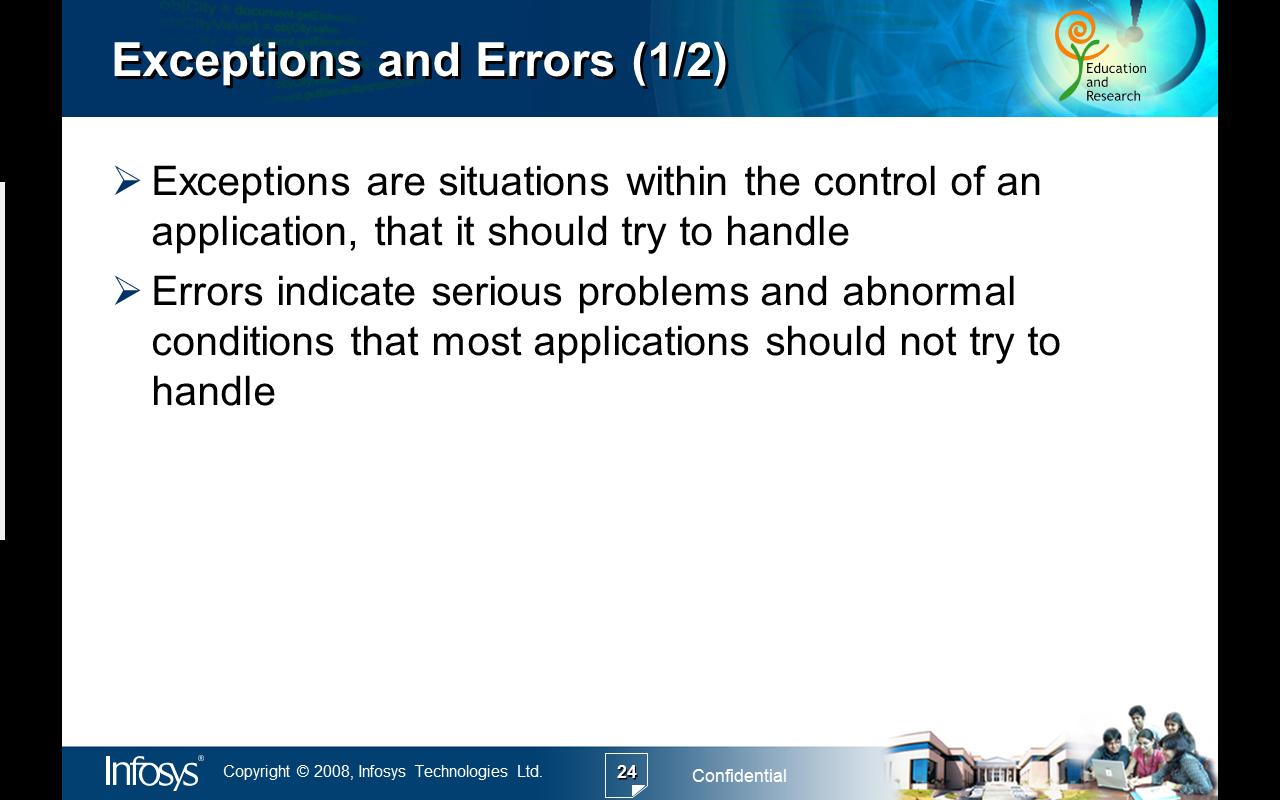 Exceptions and Errors (1/2)
Education
and
Research
Exceptions are situations within the control of an
application, that it should try to handle
Errors indicate serious problems and abnormal
conditions that most applications should not try to
handle
Infosys® Copyright © 2008, Infosys Technologies Ltd. 24 Confidential